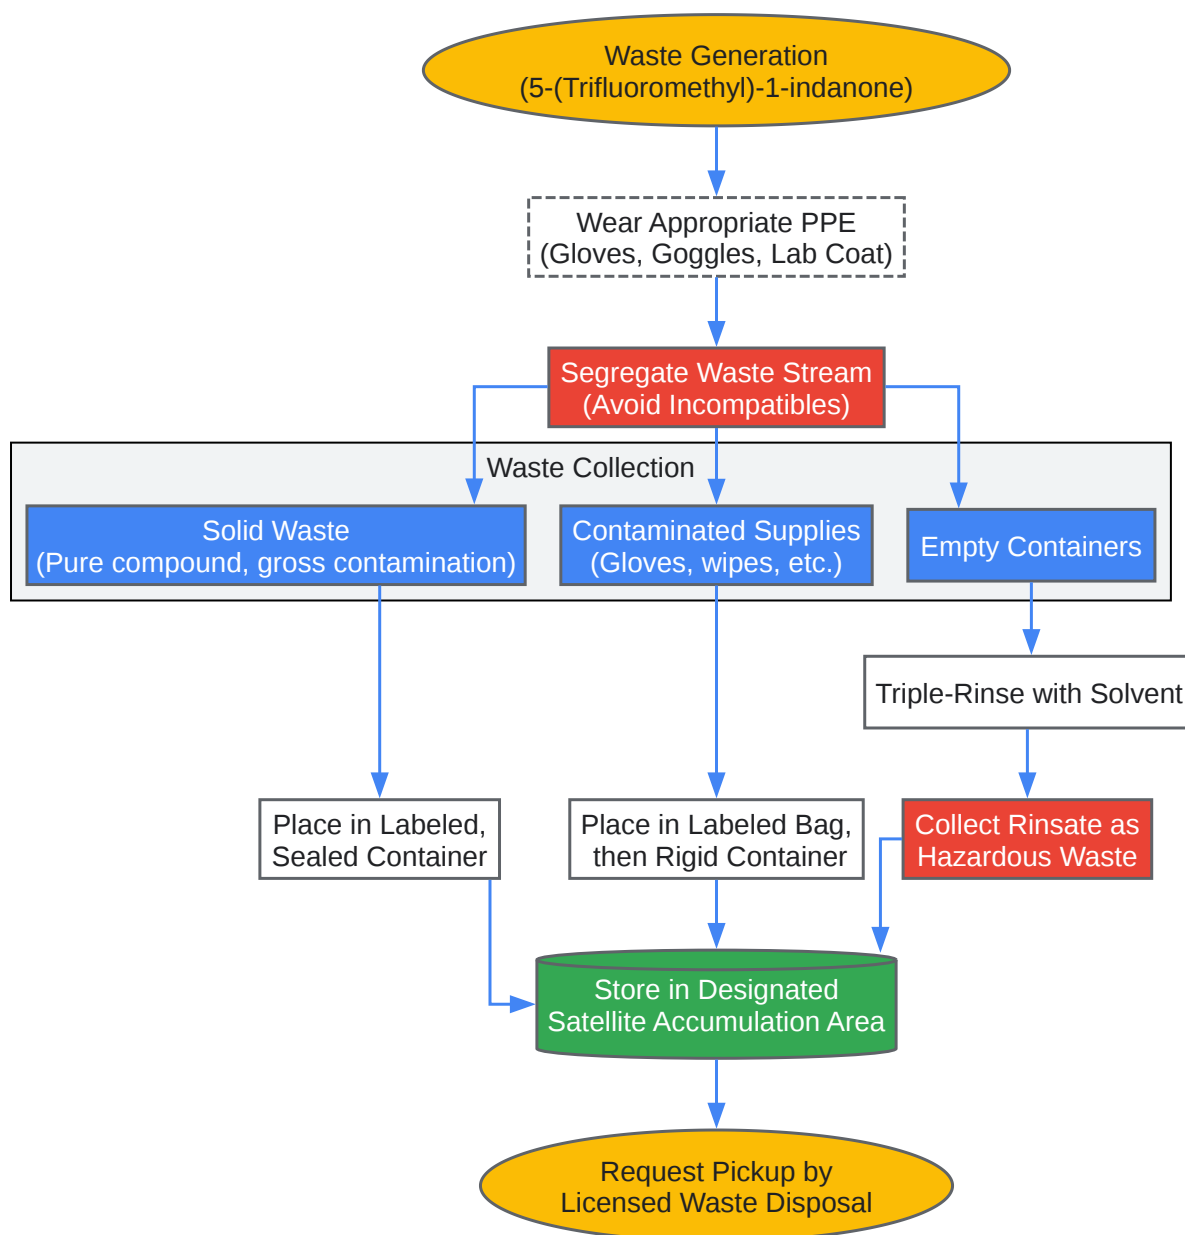 Waste Generation
(5-(Trifluoromethyl)-1-indanone)
Wear Appropriate PPE
(Gloves, Goggles, Lab Coat)
Segregate Waste Stream
(Avoid Incompatibles)
Waste Collection
Solid Waste
(Pure compound, gross contamination)
Contaminated Supplies
(Gloves, wipes, etc.)
Empty Containers
Triple-Rinse with Solvent
Place in Labeled,
Sealed Container
Place in Labeled Bag,
then Rigid Container
Collect Rinsate as
Hazardous Waste
Store in Designated
Satellite Accumulation Area
Request Pickup by
Licensed Waste Disposal